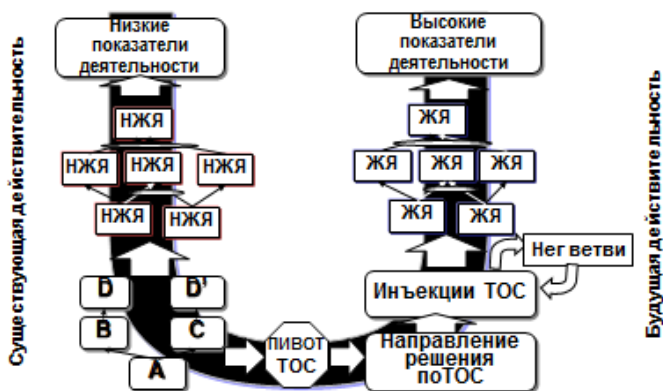 Существующая действительность
Низкие
показатели
деятельности
НЖЯ
НЖЯ НЖЯ НЖЯ
НЖЯ НЖЯ
D D'
B C
A
ПИВОТ
ТОС
Высокие
показатели
деятельности
ЖЯ
ЖЯ ЖЯ ЖЯ
ЖЯ ЖЯ
Нег ветви
Инъекции ТОС
Направление
решения
поТОС
Будущая действительность